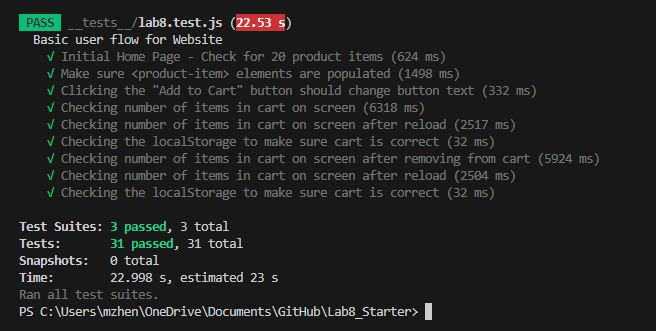 PASS __tests__/lab8.test.js (22.53 s)
Basic user flow for Website
√ Initial Home Page - Check for 20 product items (624 ms)
√ Make sure <product-item> elements are populated (1498 ms)
√ Clicking the "Add to Cart" button should change button text (332 ms)
√ Checking number of items in cart on screen (6318 ms)
√ Checking number of items in cart on screen after reload (2517 ms)
√ Checking the localStorage to make sure cart is correct (32 ms)
√ Checking number of items in cart on screen after removing from cart (5924 ms)
√ Checking number of items in cart on screen after reload (2504 ms)
√ Checking the localStorage to make sure cart is correct (32 ms)
Test Suites: 3 passed, 3 total
Tests: 31 passed, 31 total
Snapshots: 0 total
Time: 22.998 s, estimated 23 s
Ran all test suites.
PS C:\Users\mzhen\OneDrive\Documents\GitHub\Lab8_Starter>